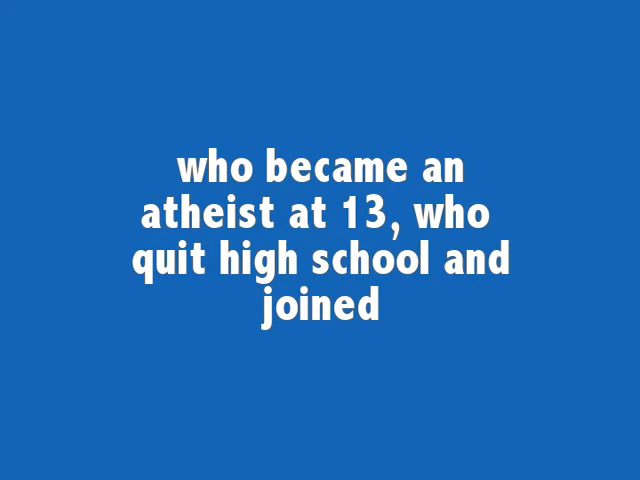 who became an
atheist at 13, who
quit high school and
joined